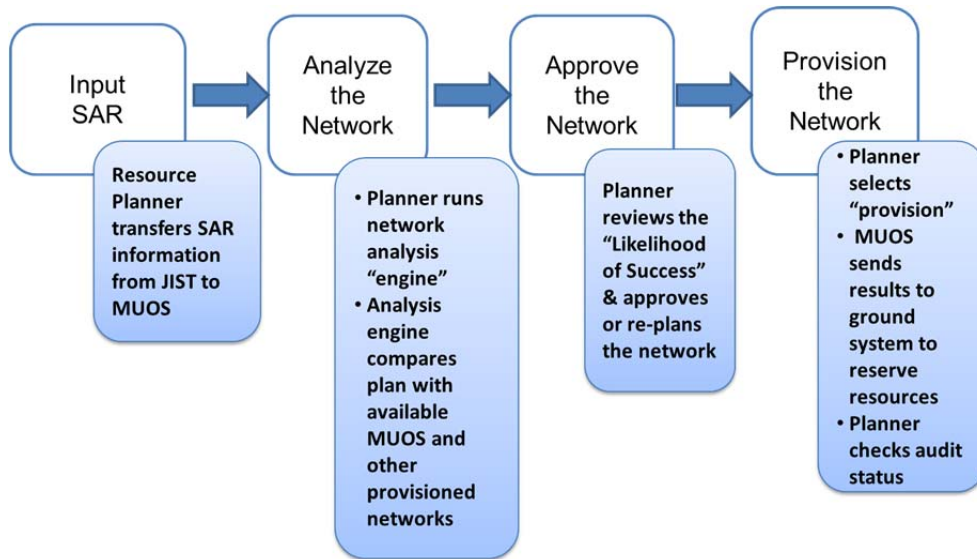 Input
SAR
Analyze
the
Network
Approve
the
Network
Provision
the
Network
Resource
Planner
transfers SAR
information
from JIST to
MUOS
• Planner runs
network
analysis
“engine”
• Analysis
engine
compares
plan with
available
MUOS and
other
provisioned
networks
Planner
reviews the
“Likelihood
of Success”
& approves
or re-plans
the network
• Planner
selects
“provision”
• MUOS
sends
results to
ground
system to
reserve
resources
• Planner
checks audit
status